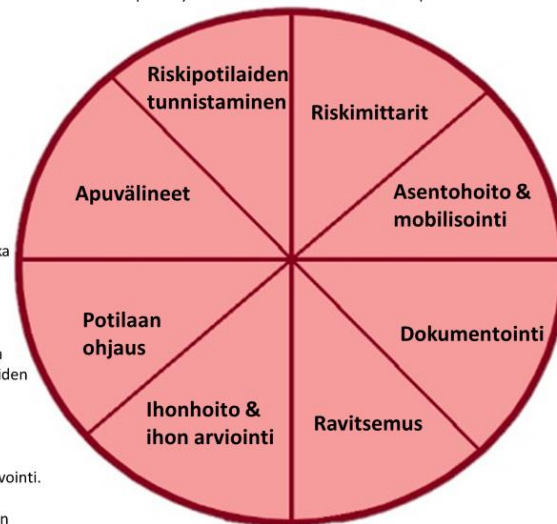 Riskipotilaiden
tunnistaminen
Riskimittarit
Apuvälineet
Asentohoito &
mobilisointi
Potilaan
ohjaus
Dokumentointi
Ihonhoito &
ihon arviointi
Ravitsemus